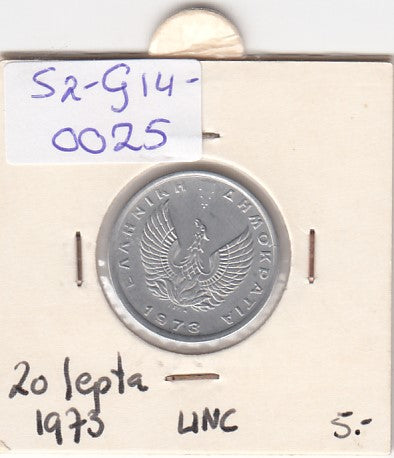 S2-G14-
0025
ΕΛΛΗΝΙΚΗ ΔΗΜΟΚΡΑΤΙΑ
1973
20 lepta
1973 UNC 5.-